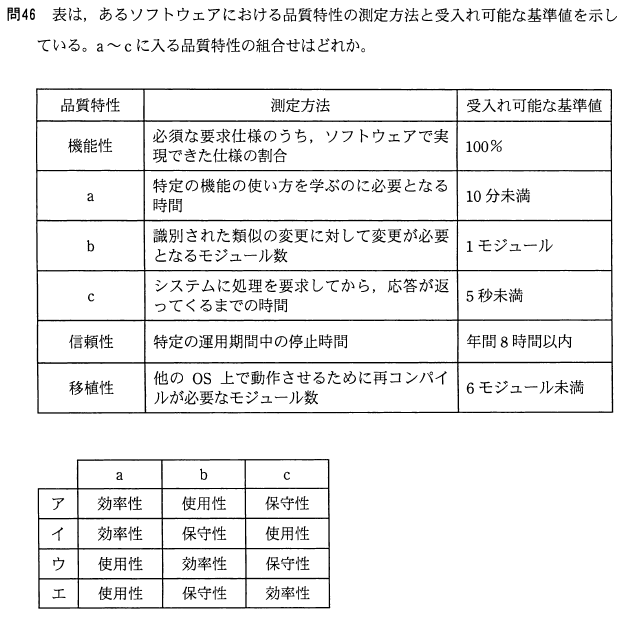 問46 表は，あるソフトウェアにおける品質特性の測定方法と受入れ可能な基準値を示し
ている。a～cに入る品質特性の組合せはどれか。
品質特性 測定方法 受入れ可能な基準値
機能性 必須な要求仕様のうち，ソフトウェアで実 100％
現できた仕様の割合
a 特定の機能の使い方を学ぶのに必要となる 10分未満
時間
b 識別された類似の変更に対して変更が必要 1モジュール
となるモジュール数
c システムに処理を要求してから，応答が返 5秒未満
ってくるまでの時間
信頼性 特定の運用期間中の停止時間 年間8時間以内
移植性 他の OS 上で動作させるために再コンパイ 6モジュール未満
ルが必要なモジュール数
a b c
ア 効率性 使用性 保守性
イ 効率性 保守性 使用性
ウ 使用性 効率性 保守性
エ 使用性 保守性 効率性